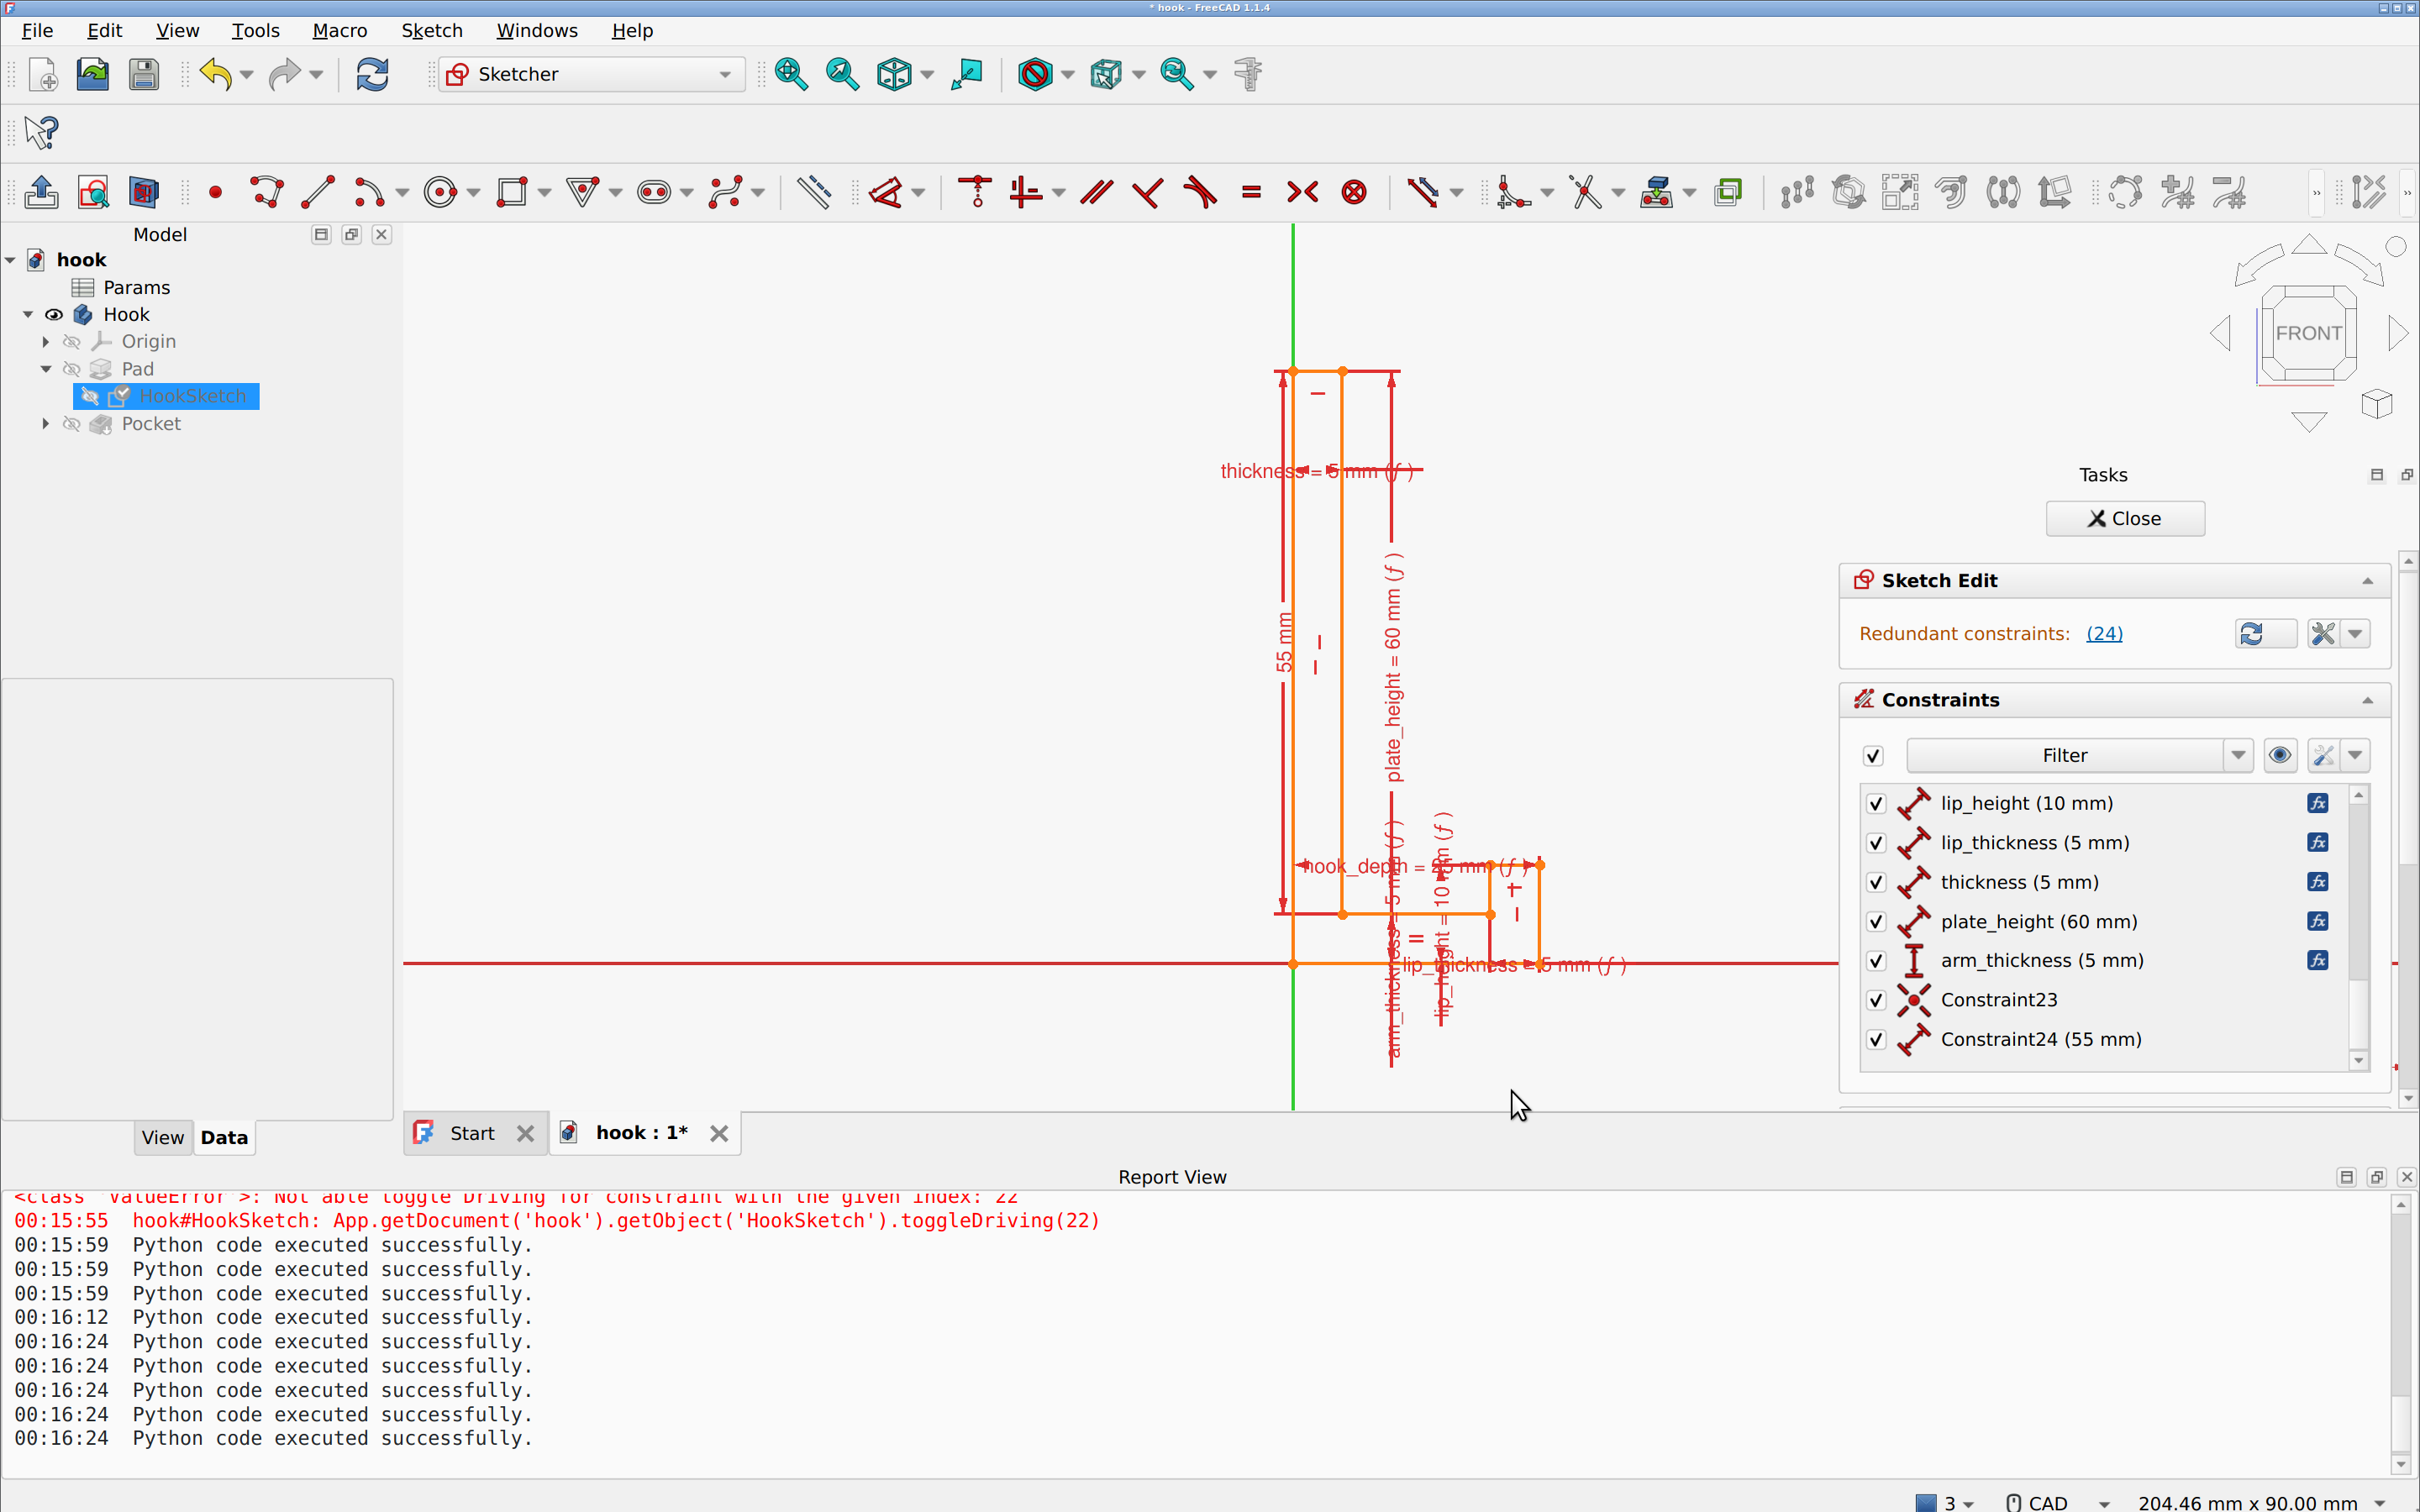 * hook - FreeCAD 1.1.4
File Edit View Tools Macro Sketch Windows Help
Sketcher
Model
hook
Params
Hook
Origin
Pad
HookSketch
Pocket
View Data
thickness = 5 mm (ƒ )
55 mm
plate_height = 60 mm (ƒ )
hook_depth = 25 mm (ƒ )
arm_thickness = 5 mm (ƒ )
lip_height = 10 mm (ƒ )
lip_thickness = 5 mm (ƒ )
FRONT
Tasks
Close
Sketch Edit
Redundant constraints: (24)
Constraints
Filter
lip_height (10 mm)
lip_thickness (5 mm)
thickness (5 mm)
plate_height (60 mm)
arm_thickness (5 mm)
Constraint23
Constraint24 (55 mm)
Start
hook : 1*
Report View
<class 'ValueError'>: Not able toggle Driving for constraint with the given index: 22
00:15:55 hook#HookSketch: App.getDocument('hook').getObject('HookSketch').toggleDriving(22)
00:15:59 Python code executed successfully.
00:15:59 Python code executed successfully.
00:15:59 Python code executed successfully.
00:16:12 Python code executed successfully.
00:16:24 Python code executed successfully.
00:16:24 Python code executed successfully.
00:16:24 Python code executed successfully.
00:16:24 Python code executed successfully.
00:16:24 Python code executed successfully.
3 CAD 204.46 mm x 90.00 mm